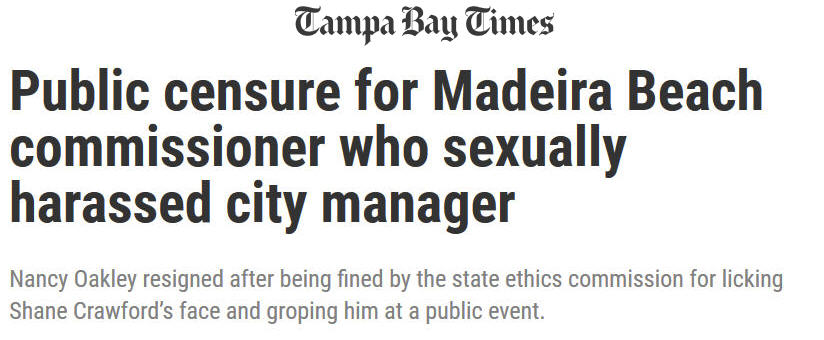 Tampa Bay Times
Public censure for Madeira Beach
commissioner who sexually
harassed city manager
Nancy Oakley resigned after being fined by the state ethics commission for licking
Shane Crawford’s face and groping him at a public event.